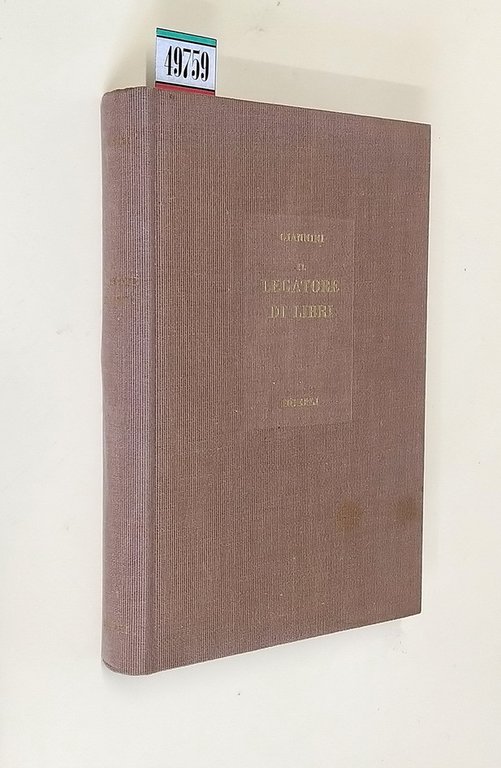 49759
GIANNINI
IL
LEGATORE
DI LIBRI
HOEPLI